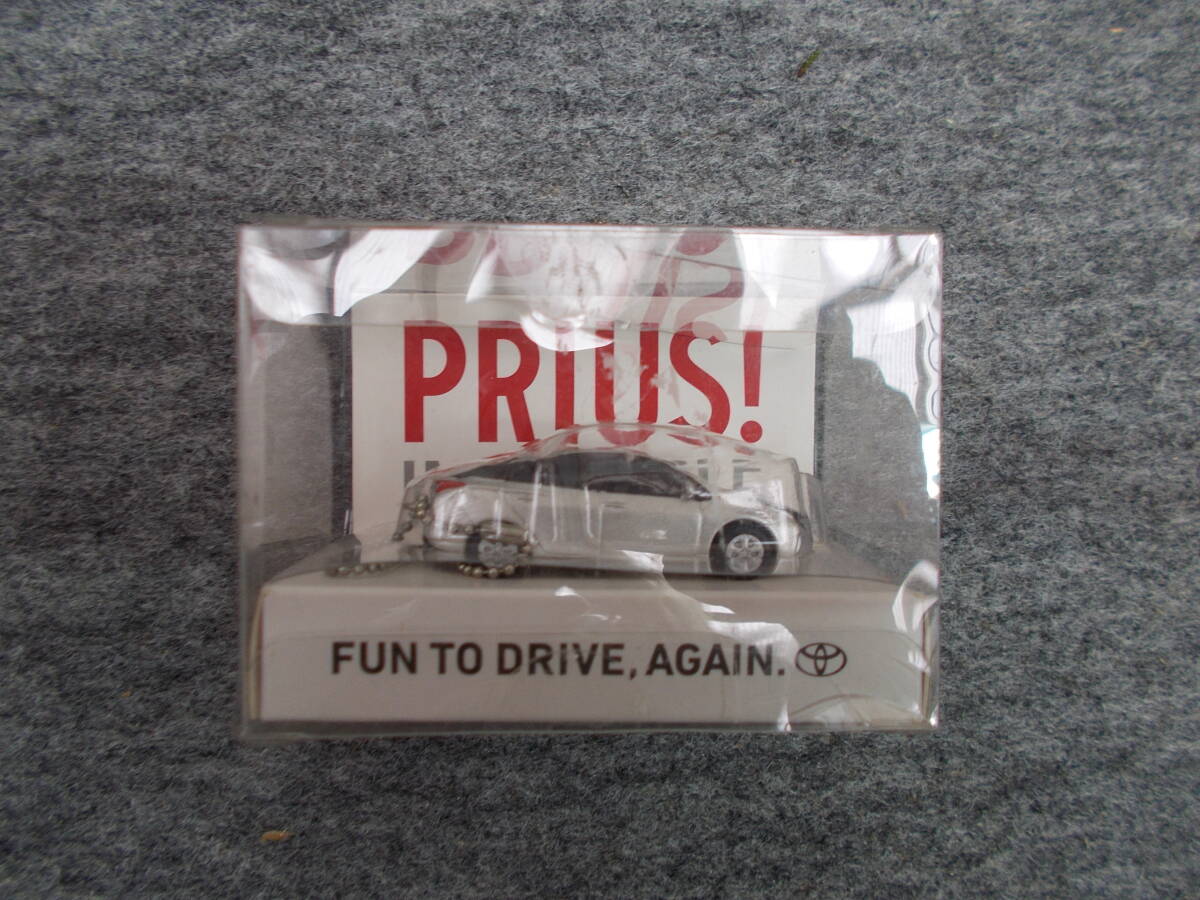 PRIUS!
FUN TO DRIVE, AGAIN.